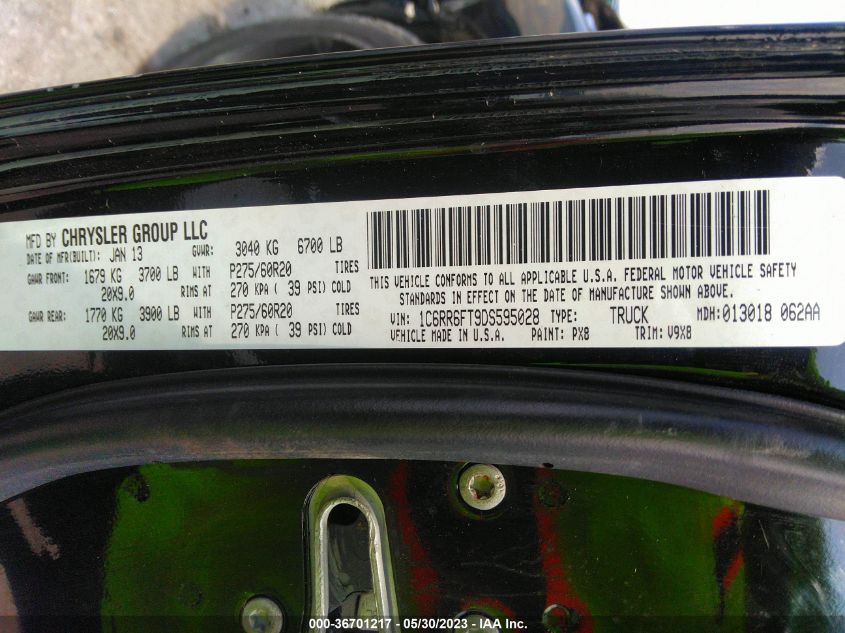 MFD BY CHRYSLER GROUP LLC
DATE OF MFR(BUILT): JAN 13 GVWR: 3040 KG 6700 LB
GAWR FRONT: 1679 KG 3700 LB WITH P275/60R20 TIRES
20X9.0 RIMS AT 270 KPA ( 39 PSI) COLD
GAWR REAR: 1770 KG 3900 LB WITH P275/60R20 TIRES
20X9.0 RIMS AT 270 KPA ( 39 PSI) COLD
THIS VEHICLE CONFORMS TO ALL APPLICABLE U.S.A. FEDERAL MOTOR VEHICLE SAFETY
STANDARDS IN EFFECT ON THE DATE OF MANUFACTURE SHOWN ABOVE.
VIN: 1C6RR6FT9DS595028 TYPE: TRUCK MDH: 013018 062AA
VEHICLE MADE IN U.S.A. PAINT: PX8 TRIM: V9X8
000-36701217 - 05/30/2023 - IAA Inc.